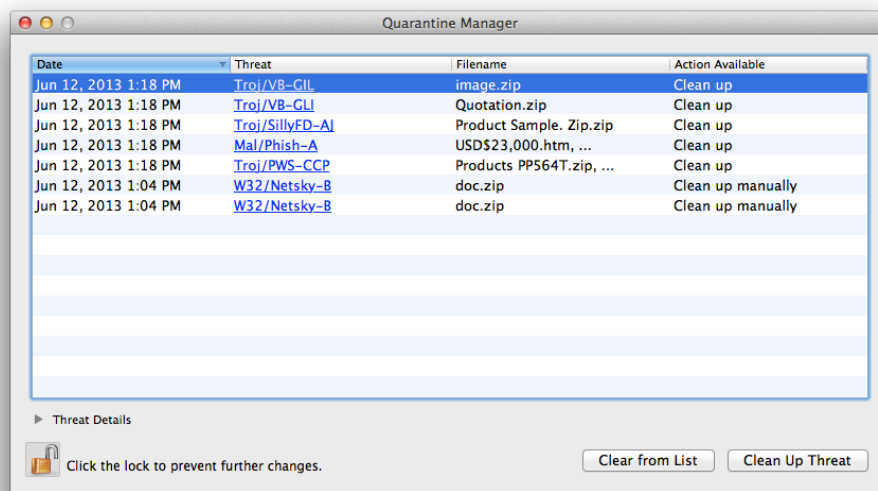 Quarantine Manager
Date Threat Filename Action Available
Jun 12, 2013 1:18 PM Troj/VB-GIL image.zip Clean up
Jun 12, 2013 1:18 PM Troj/VB-GLI Quotation.zip Clean up
Jun 12, 2013 1:18 PM Troj/SillyFD-AJ Product Sample. Zip.zip Clean up
Jun 12, 2013 1:18 PM Mal/Phish-A USD$23,000.htm, ... Clean up
Jun 12, 2013 1:18 PM Troj/PWS-CCP Products PP564T.zip, ... Clean up
Jun 12, 2013 1:04 PM W32/Netsky-B doc.zip Clean up manually
Jun 12, 2013 1:04 PM W32/Netsky-B doc.zip Clean up manually
Threat Details
Click the lock to prevent further changes. Clear from List Clean Up Threat